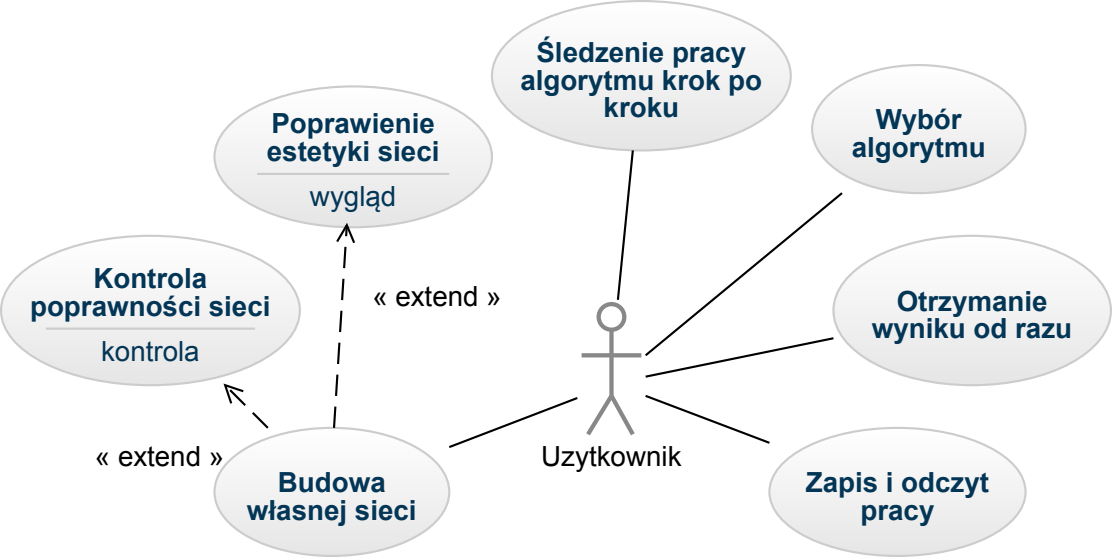 Śledzenie pracy
algorytmu krok po
kroku
Wybór
algorytmu
Poprawienie
estetyki sieci
wygląd
Kontrola
poprawności sieci
kontrola
« extend »
Otrzymanie
wyniku od razu
« extend »
Uzytkownik
Budowa
własnej sieci
Zapis i odczyt
pracy